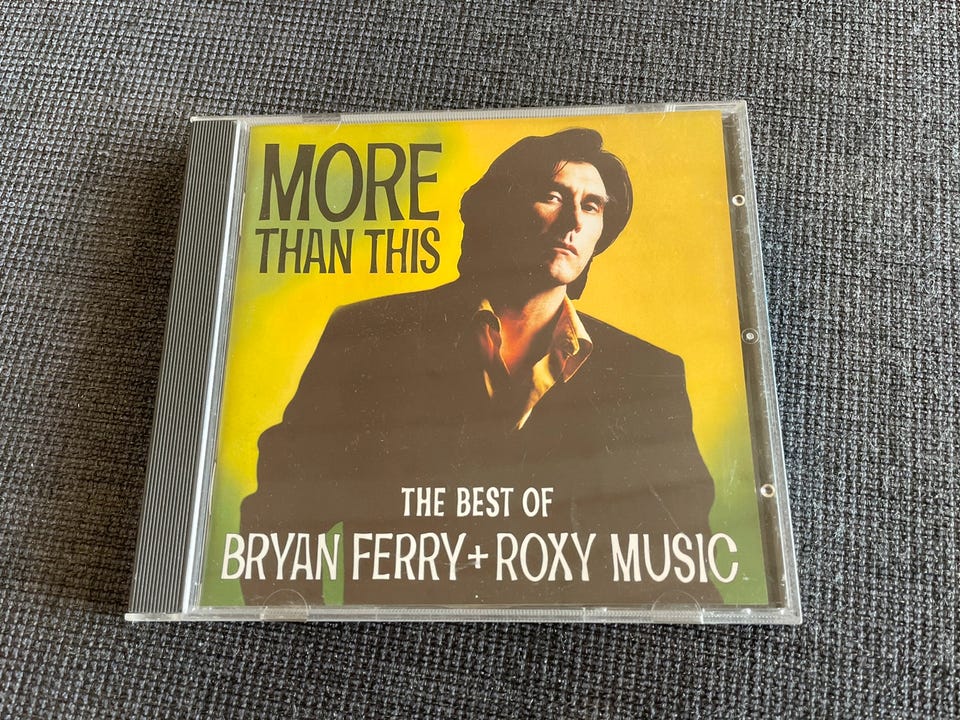 MORE
THAN THIS
THE BEST OF
BRYAN FERRY + ROXY MUSIC